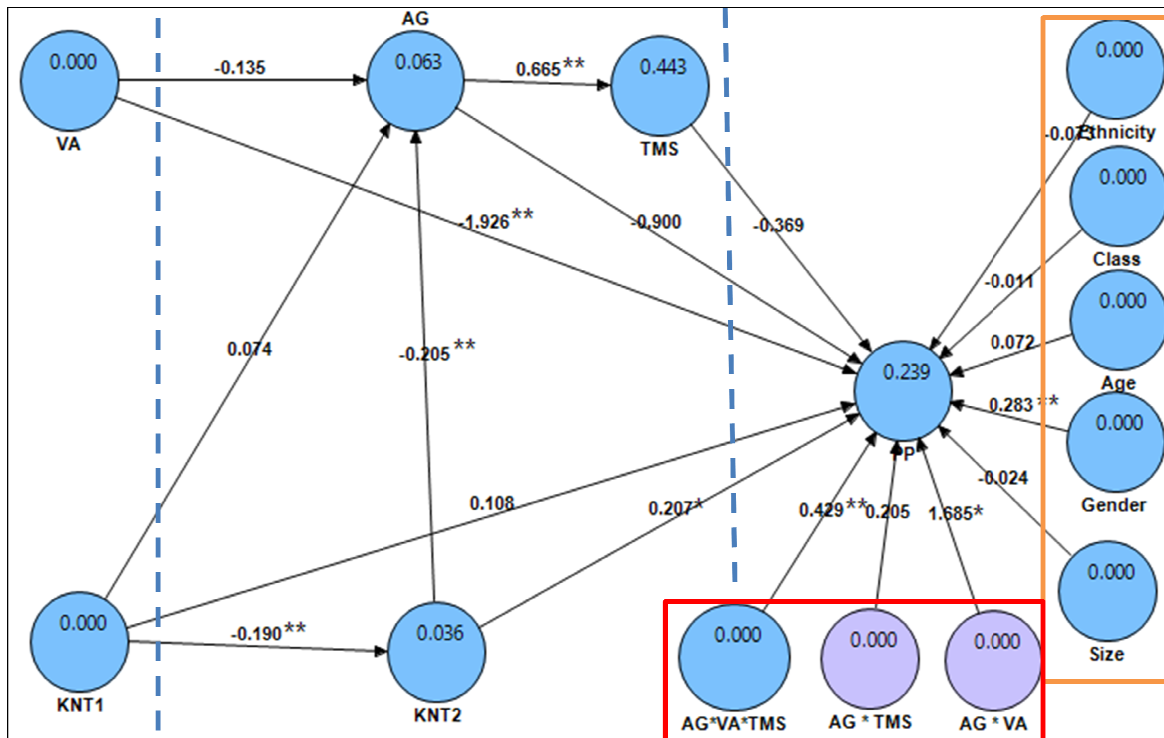 AG
0.000
0.063
0.443
0.000
-0.135
0.665**
VA
TMS
Ethnicity
-0.073
0.000
-1.926**
-0.900
-0.369
Class
-0.011
0.000
0.074
-0.205**
0.072
0.239
Age
0.283**
0.000
PP
-0.024
0.108
0.207*
0.429**
0.205
1.685*
Gender
0.000
0.000
-0.190**
0.036
0.000
0.000
0.000
Size
KNT1
KNT2
AG*VA*TMS
AG * TMS
AG * VA